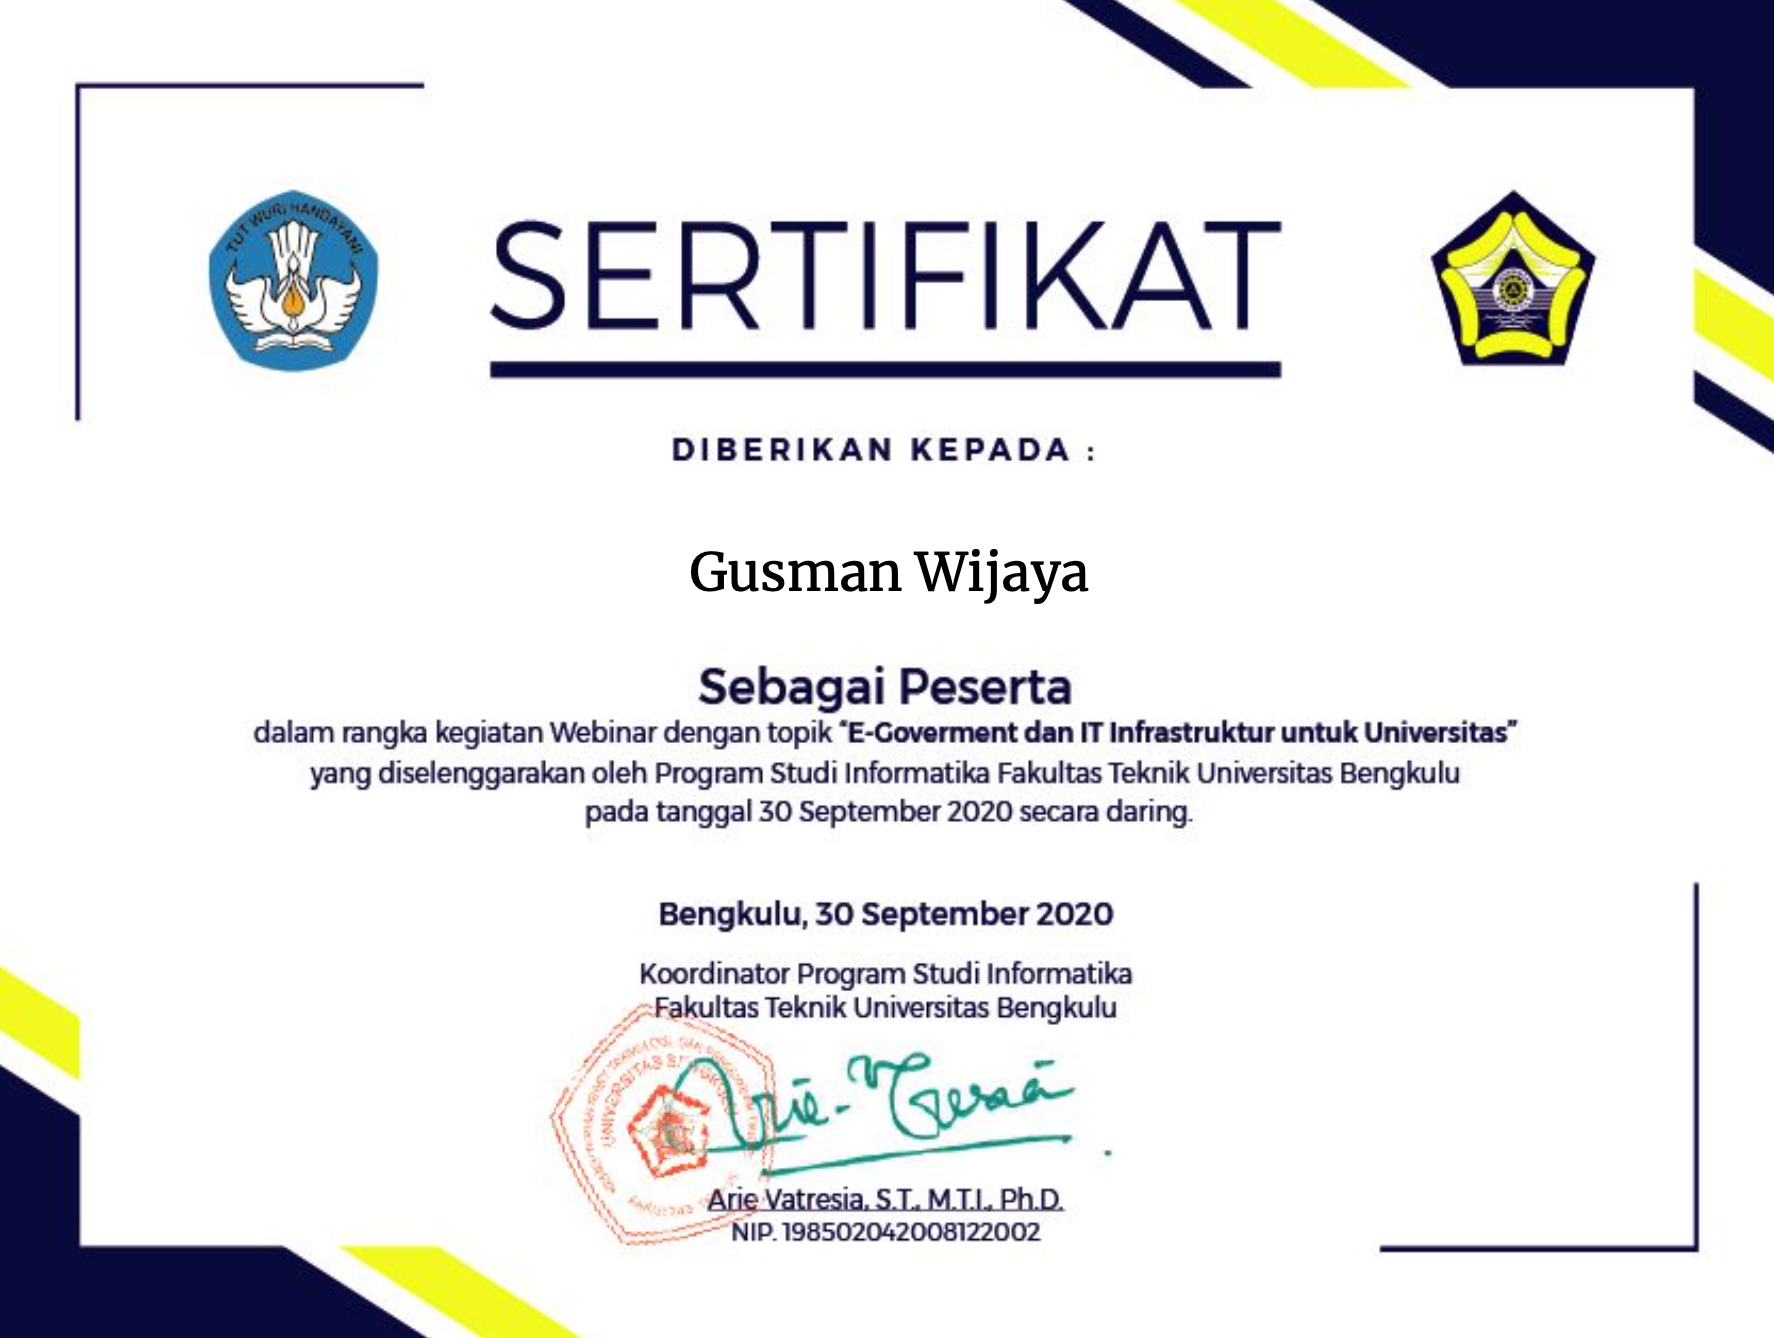 TUT WURI HANDAYANI
SERTIFIKAT
DIBERIKAN KEPADA :
Gusman Wijaya
Sebagai Peserta
dalam rangka kegiatan Webinar dengan topik “E-Goverment dan IT Infrastruktur untuk Universitas”
yang diselenggarakan oleh Program Studi Informatika Fakultas Teknik Universitas Bengkulu
pada tanggal 30 September 2020 secara daring.
Bengkulu, 30 September 2020
Koordinator Program Studi Informatika
Fakultas Teknik Universitas Bengkulu
UNIVERSITAS BENGKULU
Arie Vatresia, S.T., M.T.I., Ph.D.
NIP. 198502042008122002